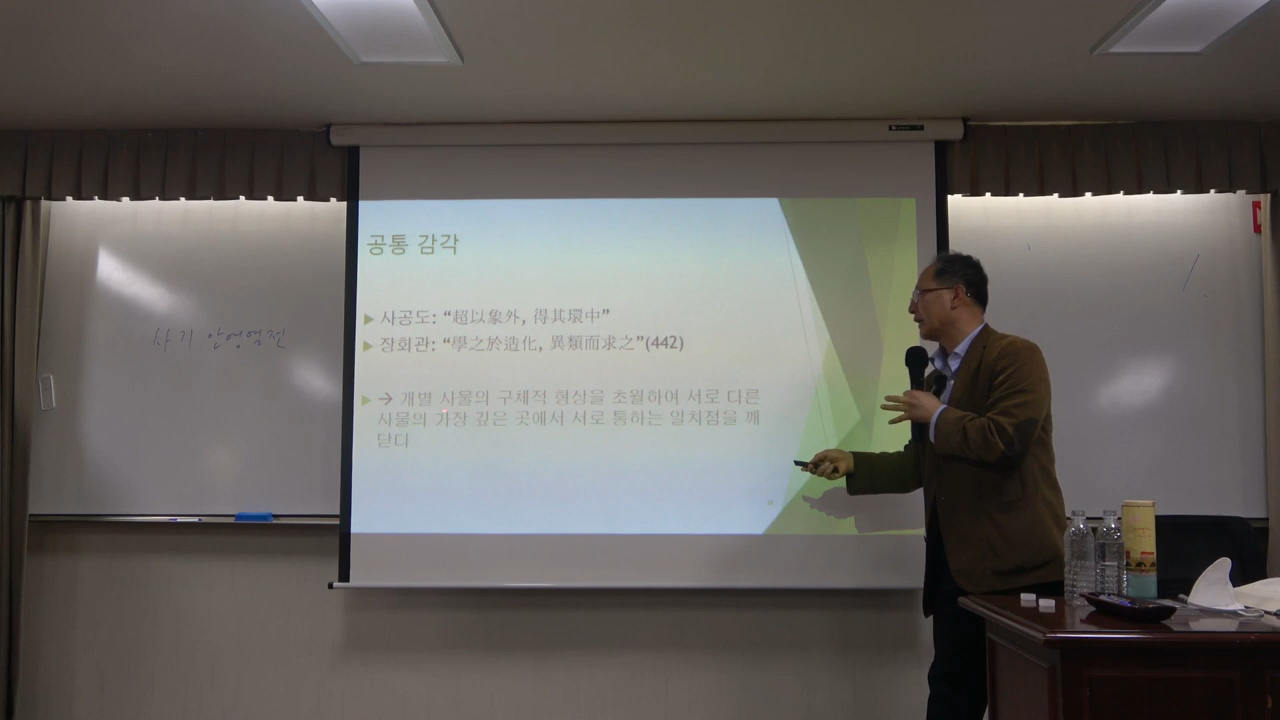 사기 안영열전
공통 감각
사공도: “超以象外, 得其環中”
장회관: “學之於造化, 異類而求之”(442)
→ 개별 사물의 구체적 형상을 초월하여 서로 다른
사물의 가장 깊은 곳에서 서로 통하는 일치점을 깨
닫다